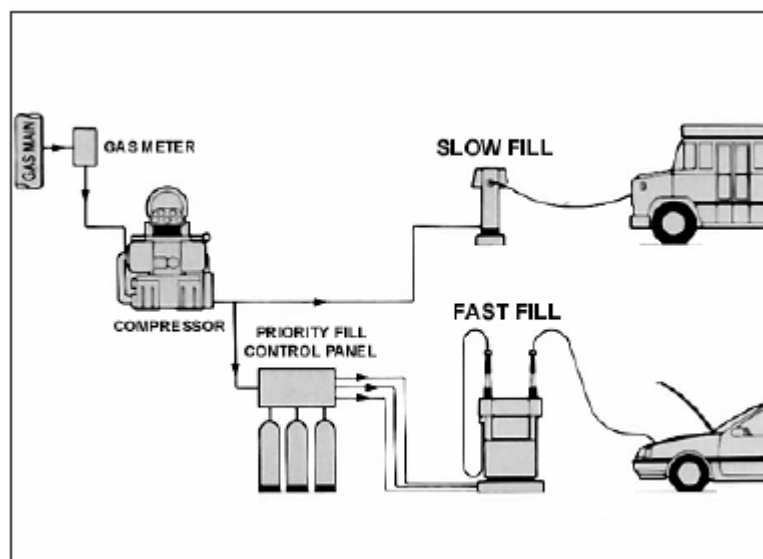 GAS MAIN
GAS METER
SLOW FILL
COMPRESSOR
PRIORITY FILL
CONTROL PANEL
FAST FILL